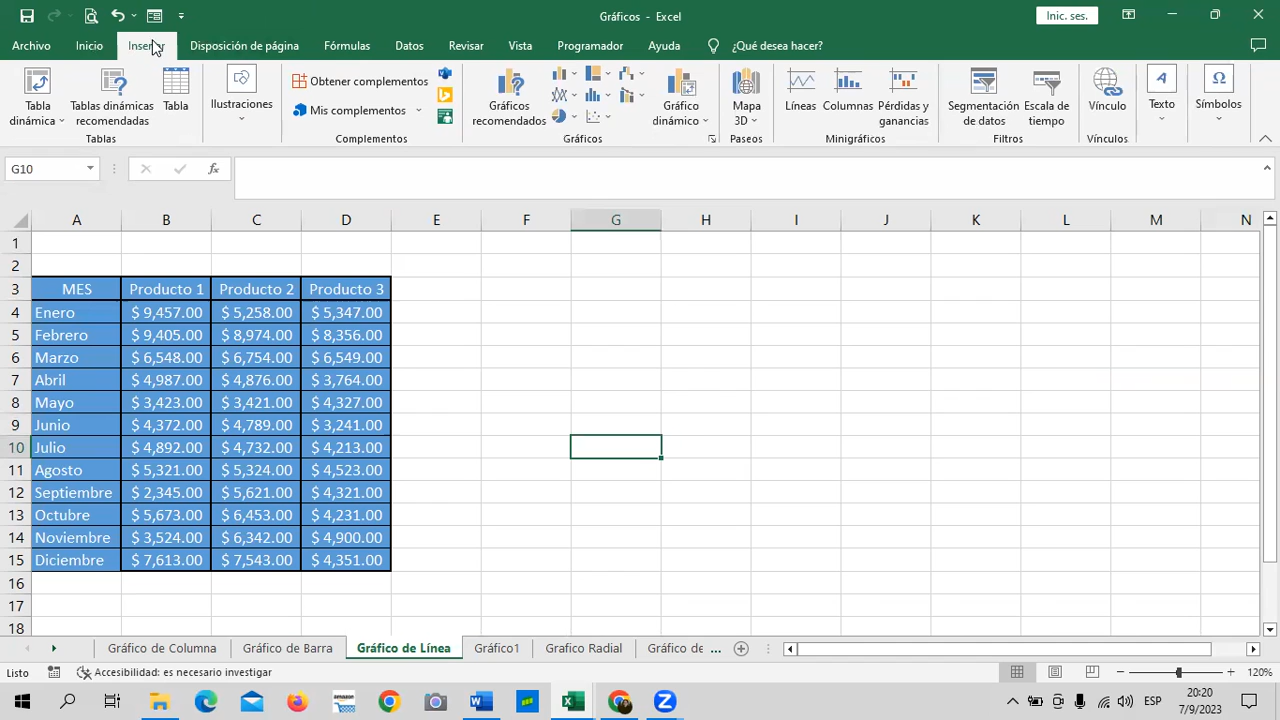 Gráficos - Excel
Inic. ses.
Archivo Inicio Disposición de página Fórmulas Datos Revisar Vista Programador Ayuda ¿Qué desea hacer?
Tabla dinámica
Tablas dinámicas recomendadas
Tabla
Tablas
Ilustraciones
Obtener complementos
Mis complementos
Complementos
Gráficos recomendados
Gráfico dinámico
Gráficos
Mapa 3D
Paseos
Líneas
Columnas
Pérdidas y ganancias
Minigráficos
Segmentación de datos
Escala de tiempo
Filtros
Vínculo
Vínculos
Texto
Símbolos
G10
fx
A B C D E F G H I J K L M N
1
2
3 MES Producto 1 Producto 2 Producto 3
4 Enero $ 9,457.00 $ 5,258.00 $ 5,347.00
5 Febrero $ 9,405.00 $ 8,974.00 $ 8,356.00
6 Marzo $ 6,548.00 $ 6,754.00 $ 6,549.00
7 Abril $ 4,987.00 $ 4,876.00 $ 3,764.00
8 Mayo $ 3,423.00 $ 3,421.00 $ 4,327.00
9 Junio $ 4,372.00 $ 4,789.00 $ 3,241.00
10 Julio $ 4,892.00 $ 4,732.00 $ 4,213.00
11 Agosto $ 5,321.00 $ 5,324.00 $ 4,523.00
12 Septiembre $ 2,345.00 $ 5,621.00 $ 4,321.00
13 Octubre $ 5,673.00 $ 6,453.00 $ 4,231.00
14 Noviembre $ 3,524.00 $ 6,342.00 $ 4,900.00
15 Diciembre $ 7,613.00 $ 7,543.00 $ 4,351.00
16
17
18
Gráfico de Columna Gráfico de Barra Gráfico de Línea Gráfico1 Grafico Radial Gráfico de ...
Listo Accesibilidad: es necesario investigar 120%
ESP
20:20
7/9/2023